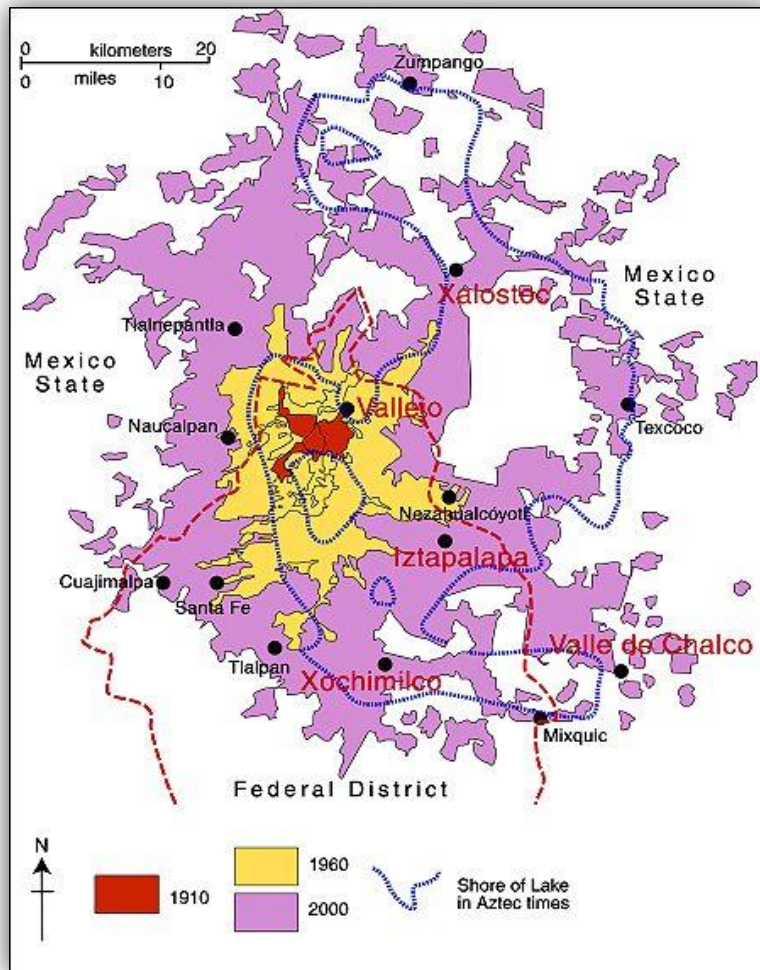 0 kilometers 20
0 miles 10
Zumpango
Mexico
State
Xalostoc
Tlalnepantla
Mexico
State
Vallejo
Texcoco
Naucalpan
Nezahualcóyotl
Iztapalapa
Cuajimalpa
Santa Fe
Valle de Chalco
Tlalpan
Xochimilco
Mixquic
Federal District
N
1910
1960
2000
Shore of Lake
in Aztec times